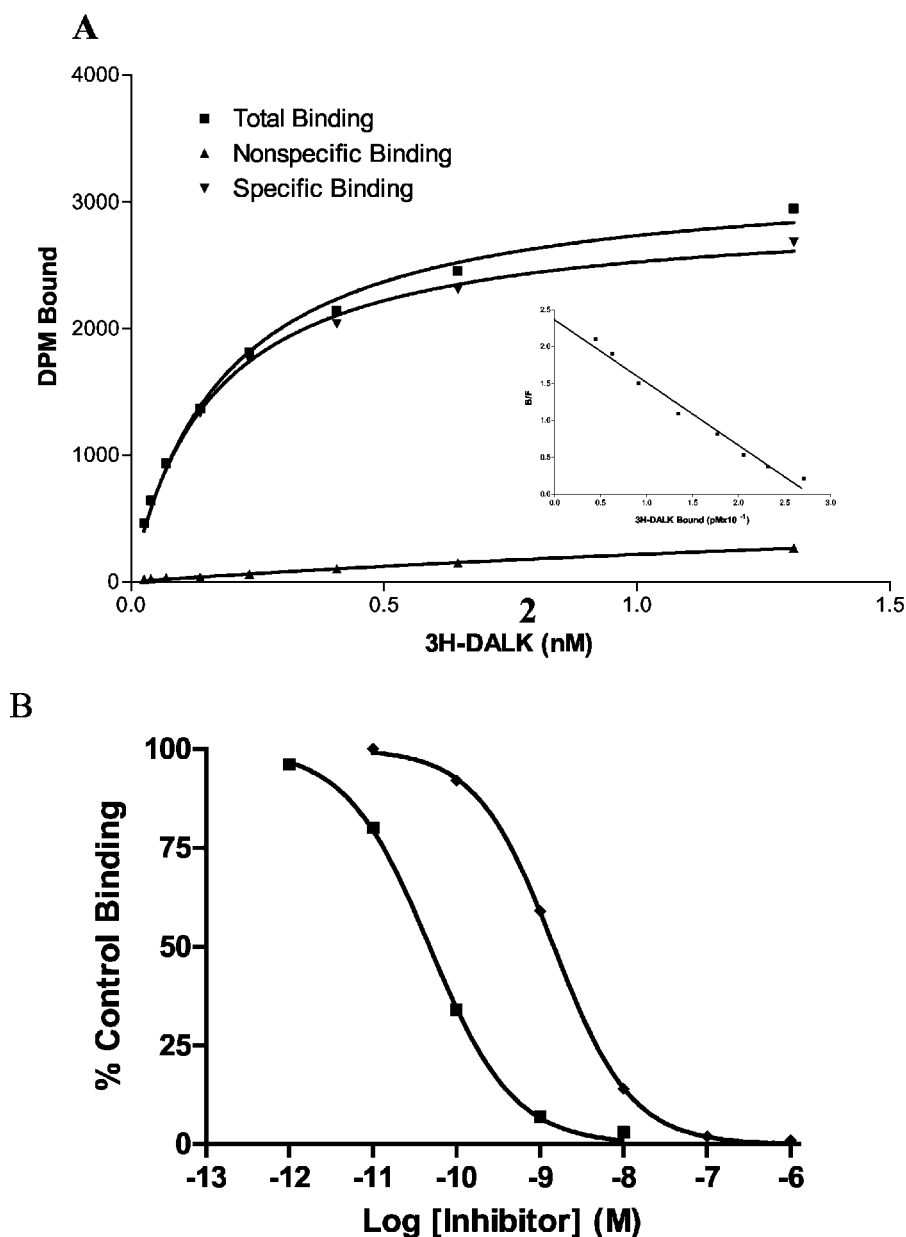 A
4000
3000
2000
1000
0
DPM Bound
Total Binding
Nonspecific Binding
Specific Binding
2.5
2.0
1.5
1.0
0.5
0.0
B/F
0.0 0.5 1.0 1.5 2.0 2.5 3.0
3H-DALK Bound (pMx10⁻¹)
0.0 0.5 1.0 1.5
2
3H-DALK (nM)
B
100
75
50
25
0
% Control Binding
-13 -12 -11 -10 -9 -8 -7 -6
Log [Inhibitor] (M)